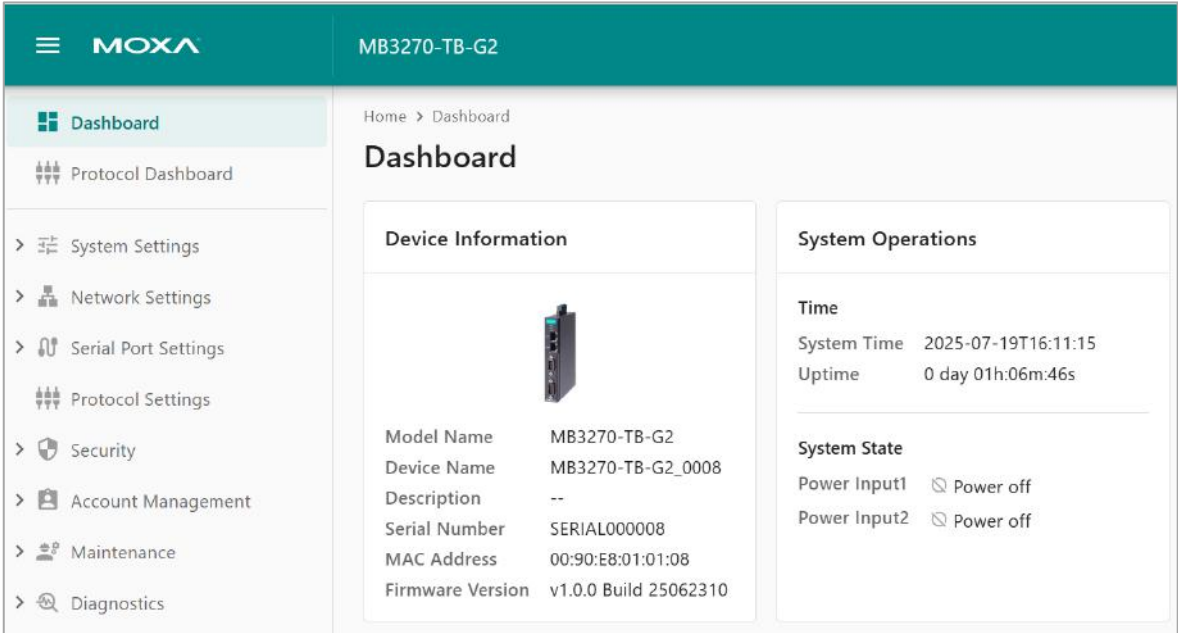 MOXA
MB3270-TB-G2
Dashboard
Protocol Dashboard
System Settings
Network Settings
Serial Port Settings
Protocol Settings
Security
Account Management
Maintenance
Diagnostics
Home > Dashboard
Dashboard
Device Information
Model Name MB3270-TB-G2
Device Name MB3270-TB-G2_0008
Description --
Serial Number SERIAL000008
MAC Address 00:90:E8:01:01:08
Firmware Version v1.0.0 Build 25062310
System Operations
Time
System Time 2025-07-19T16:11:15
Uptime 0 day 01h:06m:46s
System State
Power Input1 Power off
Power Input2 Power off